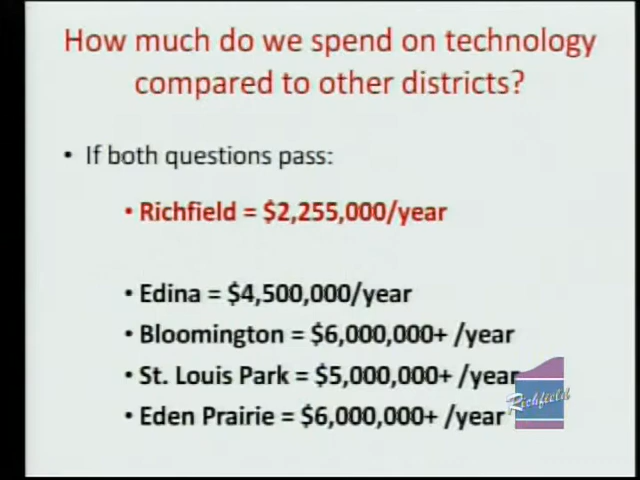 How much do we spend on technology
compared to other districts?
• If both questions pass:
• Richfield = $2,255,000/year
• Edina = $4,500,000/year
• Bloomington = $6,000,000+ /year
• St. Louis Park = $5,000,000+ /year
• Eden Prairie = $6,000,000+ /year
Richfield